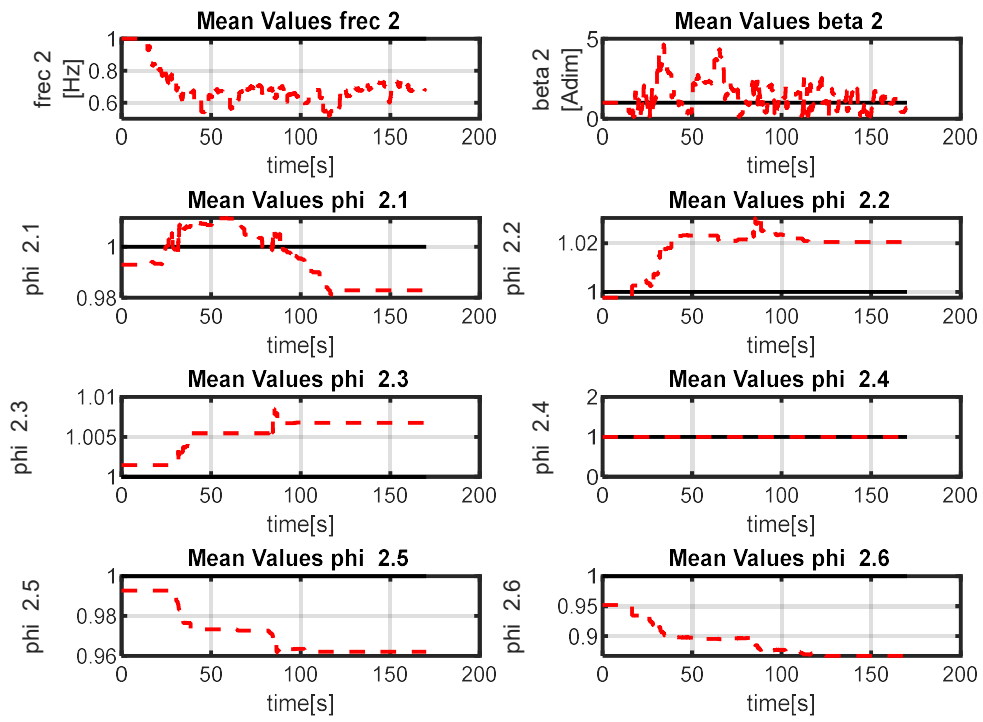 Mean Values frec 2
frec 2
[Hz]
1
0.8
0.6
0 50 100 150 200
time[s]
Mean Values beta 2
beta 2
[Adim]
5
0
0 50 100 150 200
time[s]
Mean Values phi  2.1
phi  2.1
1
0.98
0 50 100 150 200
time[s]
Mean Values phi  2.2
phi  2.2
1.02
1
0 50 100 150 200
time[s]
Mean Values phi  2.3
phi  2.3
1.01
1.005
1
0 50 100 150 200
time[s]
Mean Values phi  2.4
phi  2.4
2
1
0
0 50 100 150 200
time[s]
Mean Values phi  2.5
phi  2.5
1
0.98
0.96
0 50 100 150 200
time[s]
Mean Values phi  2.6
phi  2.6
1
0.95
0.9
0 50 100 150 200
time[s]